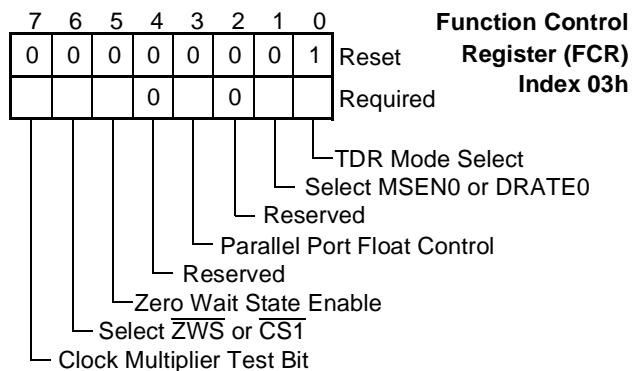 7 6 5 4 3 2 1 0 Function Control
0 0 0 0 0 0 0 1 Reset Register (FCR)
Index 03h
0 0 Required
TDR Mode Select
Select MSEN0 or DRATE0
Reserved
Parallel Port Float Control
Reserved
Zero Wait State Enable
Select Z̅W̅S̅ or C̅S̅1̅
Clock Multiplier Test Bit